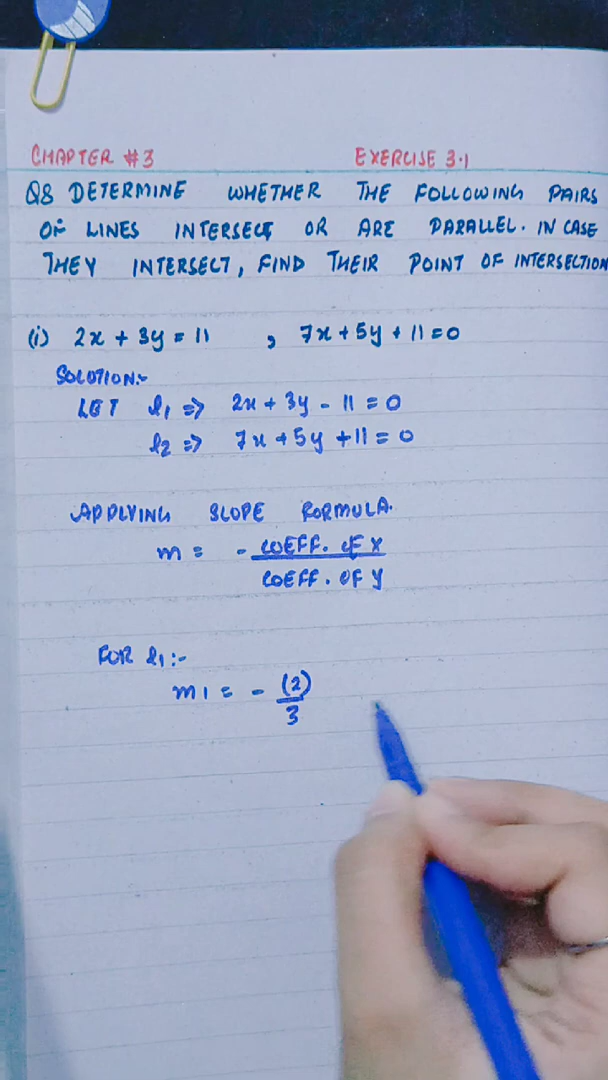 CHAPTER #3 EXERCISE 3.1
Q8 DETERMINE WHETHER THE FOLLOWING PAIRS
OF LINES INTERSECT OR ARE PARALLEL. IN CASE
THEY INTERSECT, FIND THEIR POINT OF INTERSECTION
(i) 2x + 3y = 11 , 7x + 5y + 11 = 0
SOLUTION:-
LET l1 => 2x + 3y - 11 = 0
l2 => 7x + 5y + 11 = 0
APPLYING SLOPE FORMULA.
m = - COEFF. OF X
COEFF. OF Y
FOR l1:-
m1 = - (2)
3